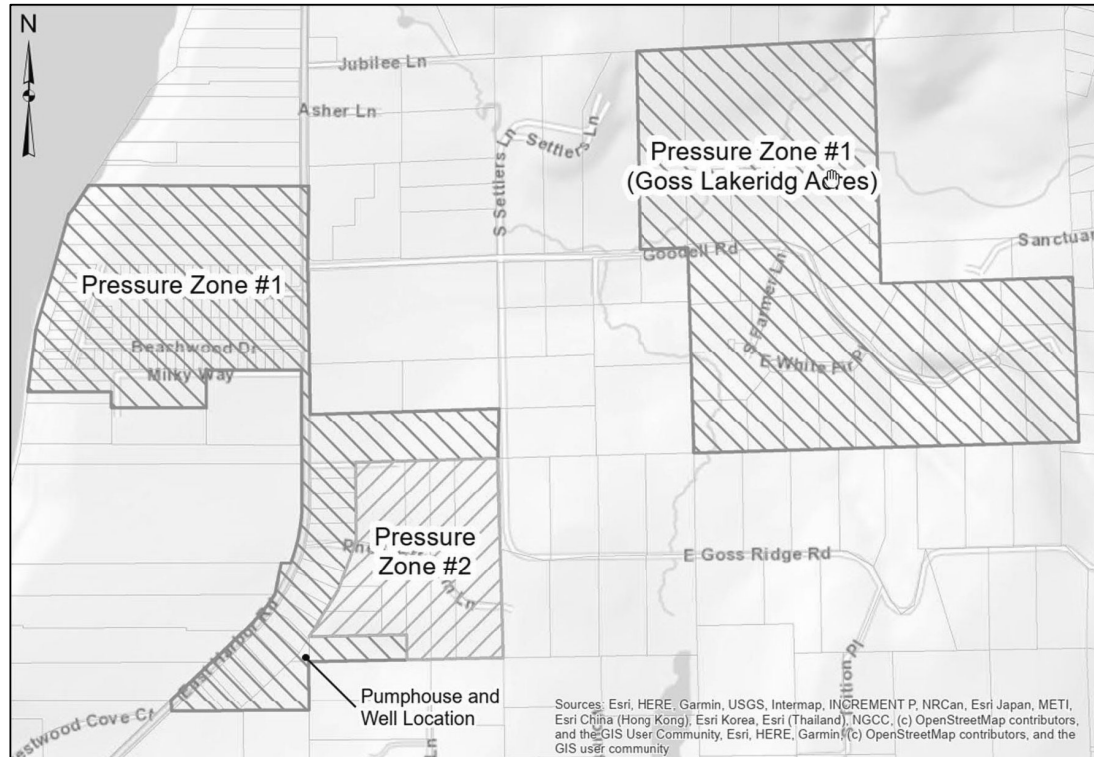 N
Jubilee Ln
Asher Ln
S Settlers Ln
Settlers Ln
Pressure Zone #1
(Goss Lakeridg Acres)
Goodell Rd
Sanctuar
Pressure Zone #1
S Farmer Ln
Beachwood Dr
E White Fir Pl
Milky Way
Pressure
Zone #2
E Goss Ridge Rd
Ln
East Harbor Rd
Pumphouse and
Well Location
estwood Cove Ct
Ln
Sources: Esri, HERE, Garmin, USGS, Intermap, INCREMENT P, NRCan, Esri Japan, METI,
Esri China (Hong Kong), Esri Korea, Esri (Thailand), NGCC, (c) OpenStreetMap contributors,
and the GIS User Community, Esri, HERE, Garmin, (c) OpenStreetMap contributors, and the
GIS user community